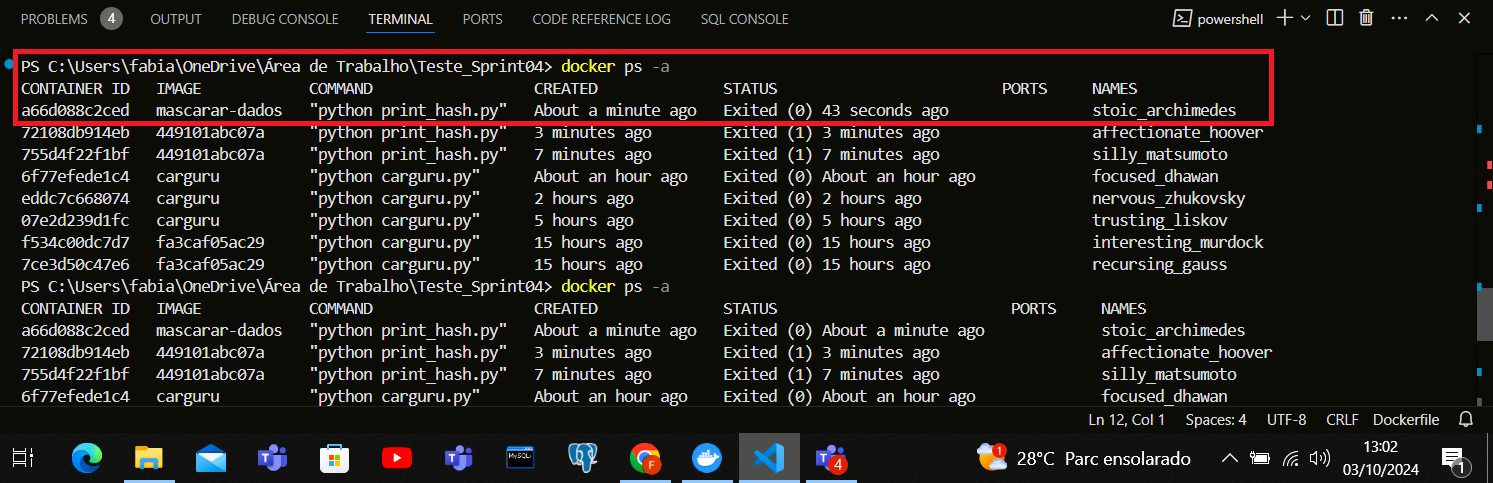 PROBLEMS 4 OUTPUT DEBUG CONSOLE TERMINAL PORTS CODE REFERENCE LOG SQL CONSOLE powershell
PS C:\Users\fabia\OneDrive\Área de Trabalho\Teste_Sprint04> docker ps -a
CONTAINER ID IMAGE COMMAND CREATED STATUS PORTS NAMES
a66d088c2ced mascarar-dados "python print_hash.py" About a minute ago Exited (0) 43 seconds ago stoic_archimedes
72108db914eb 449101abc07a "python print_hash.py" 3 minutes ago Exited (1) 3 minutes ago affectionate_hoover
755d4f22f1bf 449101abc07a "python print_hash.py" 7 minutes ago Exited (1) 7 minutes ago silly_matsumoto
6f77efede1c4 carguru "python carguru.py" About an hour ago Exited (0) About an hour ago focused_dhawan
eddc7c668074 carguru "python carguru.py" 2 hours ago Exited (0) 2 hours ago nervous_zhukovsky
07e2d239d1fc carguru "python carguru.py" 5 hours ago Exited (0) 5 hours ago trusting_liskov
f534c00dc7d7 fa3caf05ac29 "python carguru.py" 15 hours ago Exited (0) 15 hours ago interesting_murdock
7ce3d50c47e6 fa3caf05ac29 "python carguru.py" 15 hours ago Exited (0) 15 hours ago recursing_gauss
PS C:\Users\fabia\OneDrive\Área de Trabalho\Teste_Sprint04> docker ps -a
CONTAINER ID IMAGE COMMAND CREATED STATUS PORTS NAMES
a66d088c2ced mascarar-dados "python print_hash.py" About a minute ago Exited (0) About a minute ago stoic_archimedes
72108db914eb 449101abc07a "python print_hash.py" 3 minutes ago Exited (1) 3 minutes ago affectionate_hoover
755d4f22f1bf 449101abc07a "python print_hash.py" 7 minutes ago Exited (1) 7 minutes ago silly_matsumoto
6f77efede1c4 carguru "python carguru.py" About an hour ago Exited (0) About an hour ago focused_dhawan
Ln 12, Col 1 Spaces: 4 UTF-8 CRLF Dockerfile
MySQL
F
4
1
28°C Parc ensolarado
13:02
03/10/2024
1